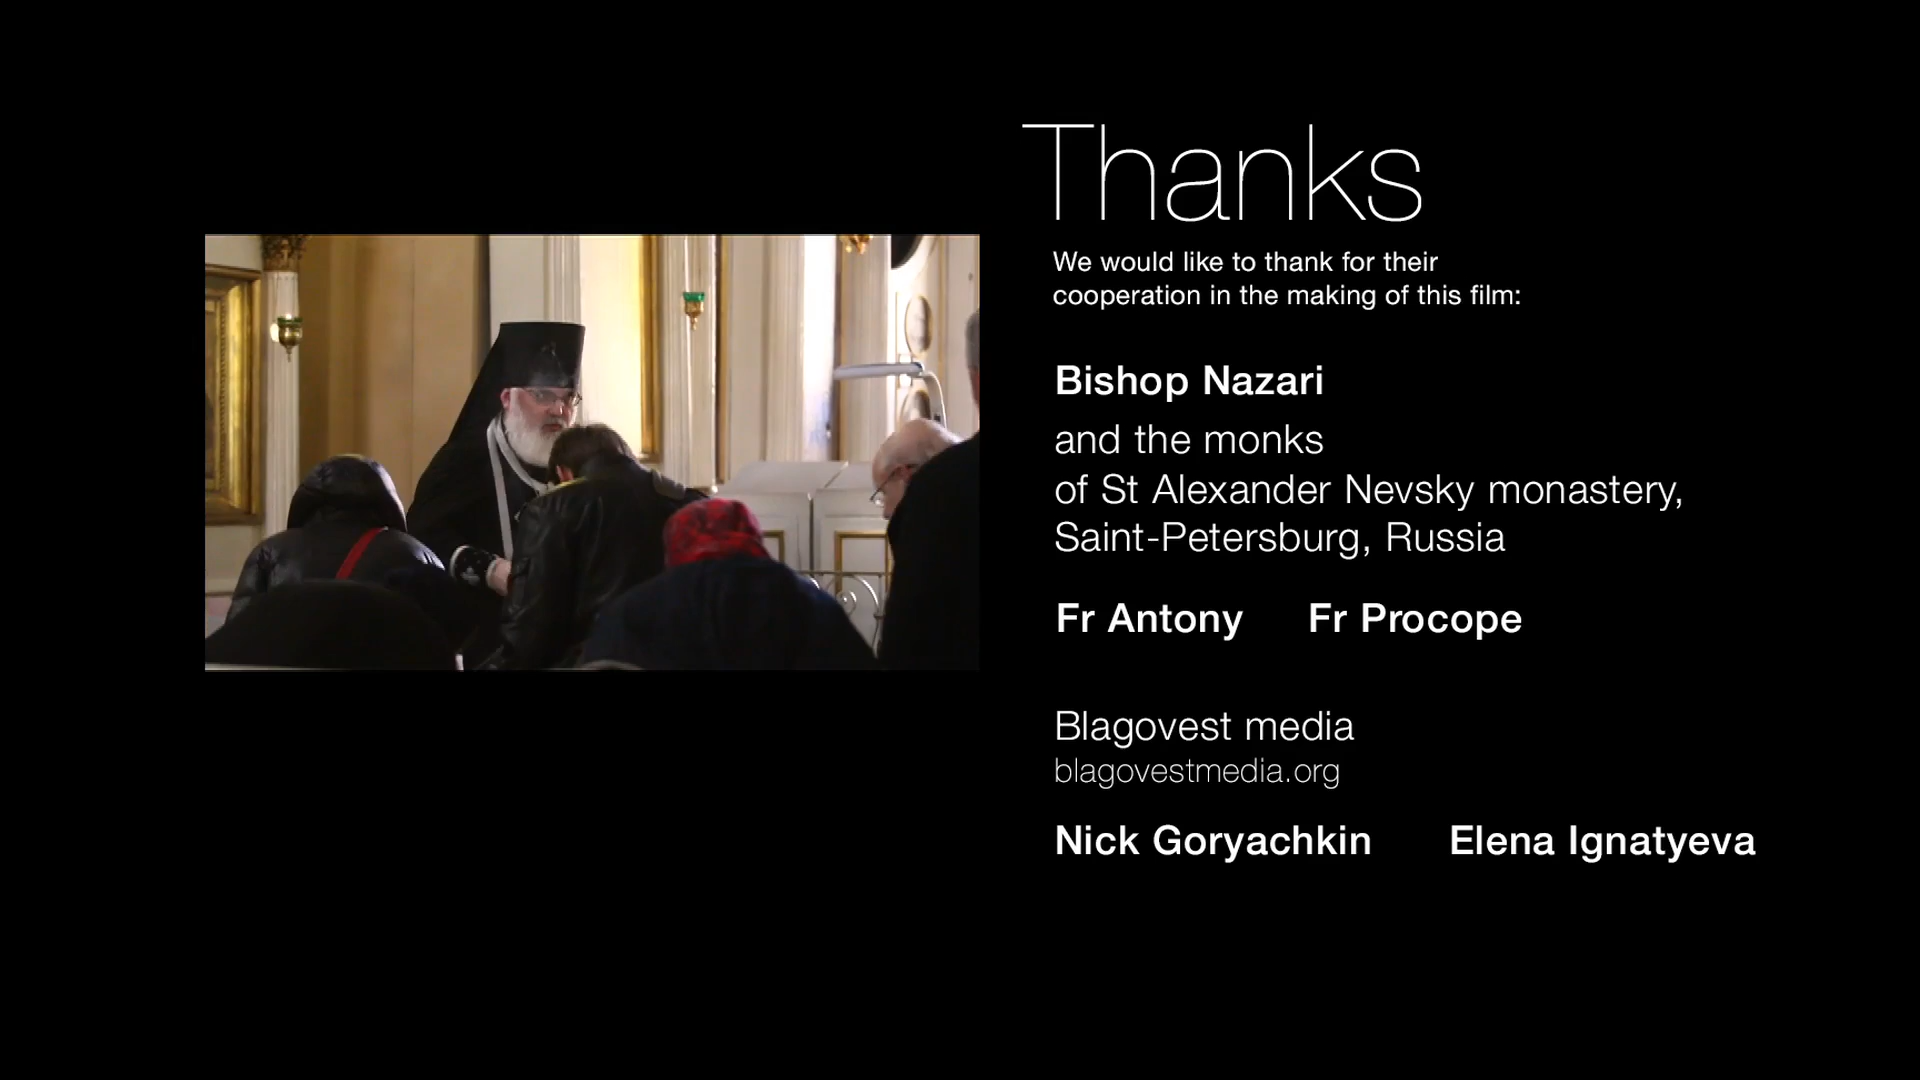 Thanks
We would like to thank for their
cooperation in the making of this film:
Bishop Nazari
and the monks
of St Alexander Nevsky monastery,
Saint-Petersburg, Russia
Fr Antony Fr Procope
Blagovest media
blagovestmedia.org
Nick Goryachkin Elena Ignatyeva